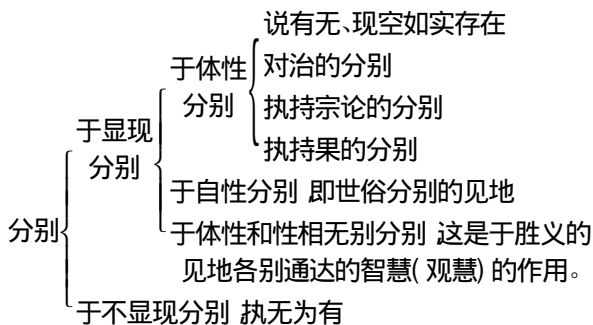 说有无、现空如实存在
于体性
分别
对治的分别
执持宗论的分别
执持果的分别
于显现
分别
于自性分别,即世俗分别的见地
分别
于体性和性相无别分别,这是于胜义的
见地各别通达的智慧(观慧)的作用。
于不显现分别,执无为有